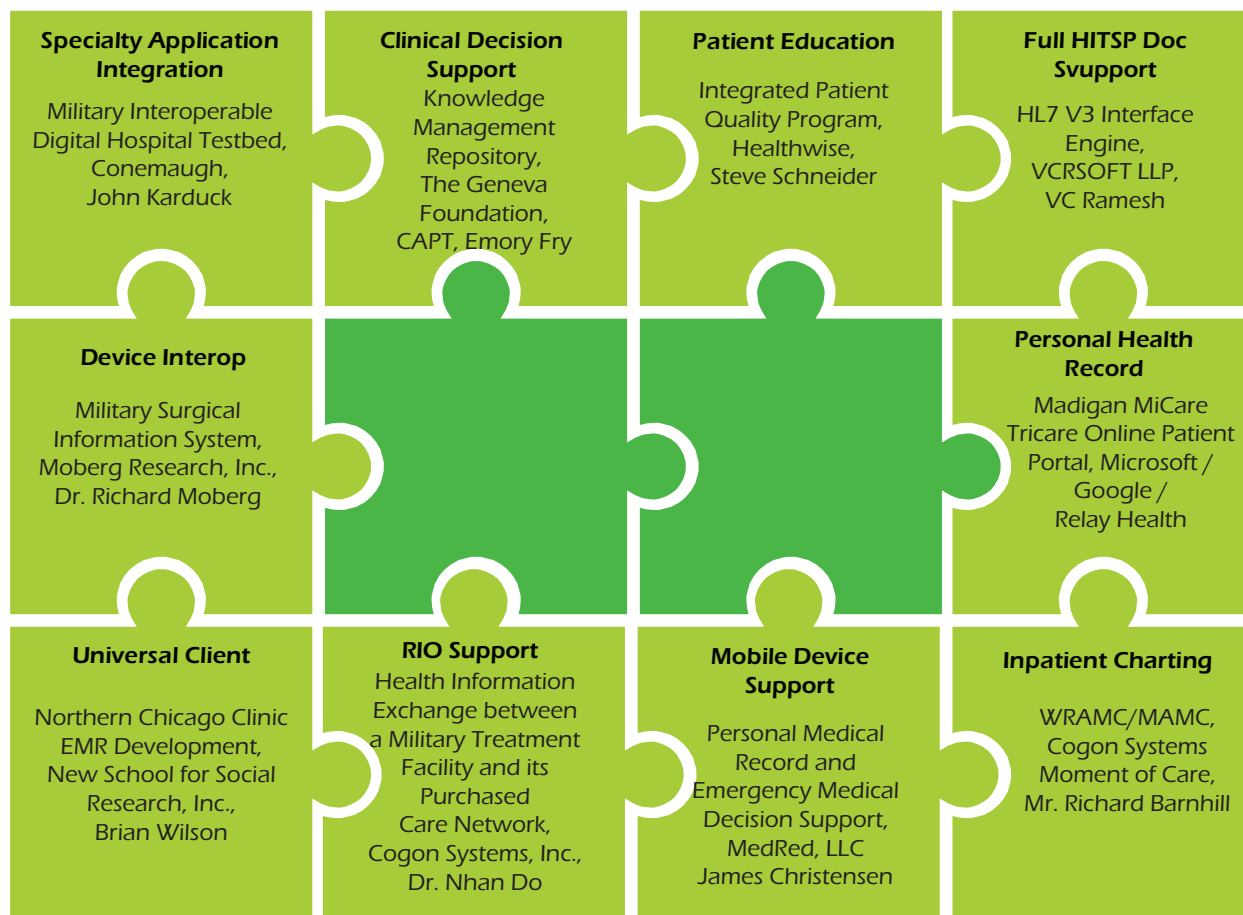 Specialty Application
Integration
Military Interoperable
Digital Hospital Testbed,
Conemaugh,
John Karduck
Clinical Decision
Support
Knowledge
Management
Repository,
The Geneva
Foundation,
CAPT, Emory Fry
Patient Education
Integrated Patient
Quality Program,
Healthwise,
Steve Schneider
Full HITSP Doc
Svupport
HL7 V3 Interface
Engine,
VCRSOFT LLP,
VC Ramesh
Device Interop
Military Surgical
Information System,
Moberg Research, Inc.,
Dr. Richard Moberg
Personal Health
Record
Madigan MiCare
Tricare Online Patient
Portal, Microsoft /
Google /
Relay Health
Universal Client
Northern Chicago Clinic
EMR Development,
New School for Social
Research, Inc.,
Brian Wilson
RIO Support
Health Information
Exchange between
a Military Treatment
Facility and its
Purchased
Care Network,
Cogon Systems, Inc.,
Dr. Nhan Do
Mobile Device
Support
Personal Medical
Record and
Emergency Medical
Decision Support,
MedRed, LLC
James Christensen
Inpatient Charting
WRAMC/MAMC,
Cogon Systems
Moment of Care,
Mr. Richard Barnhill